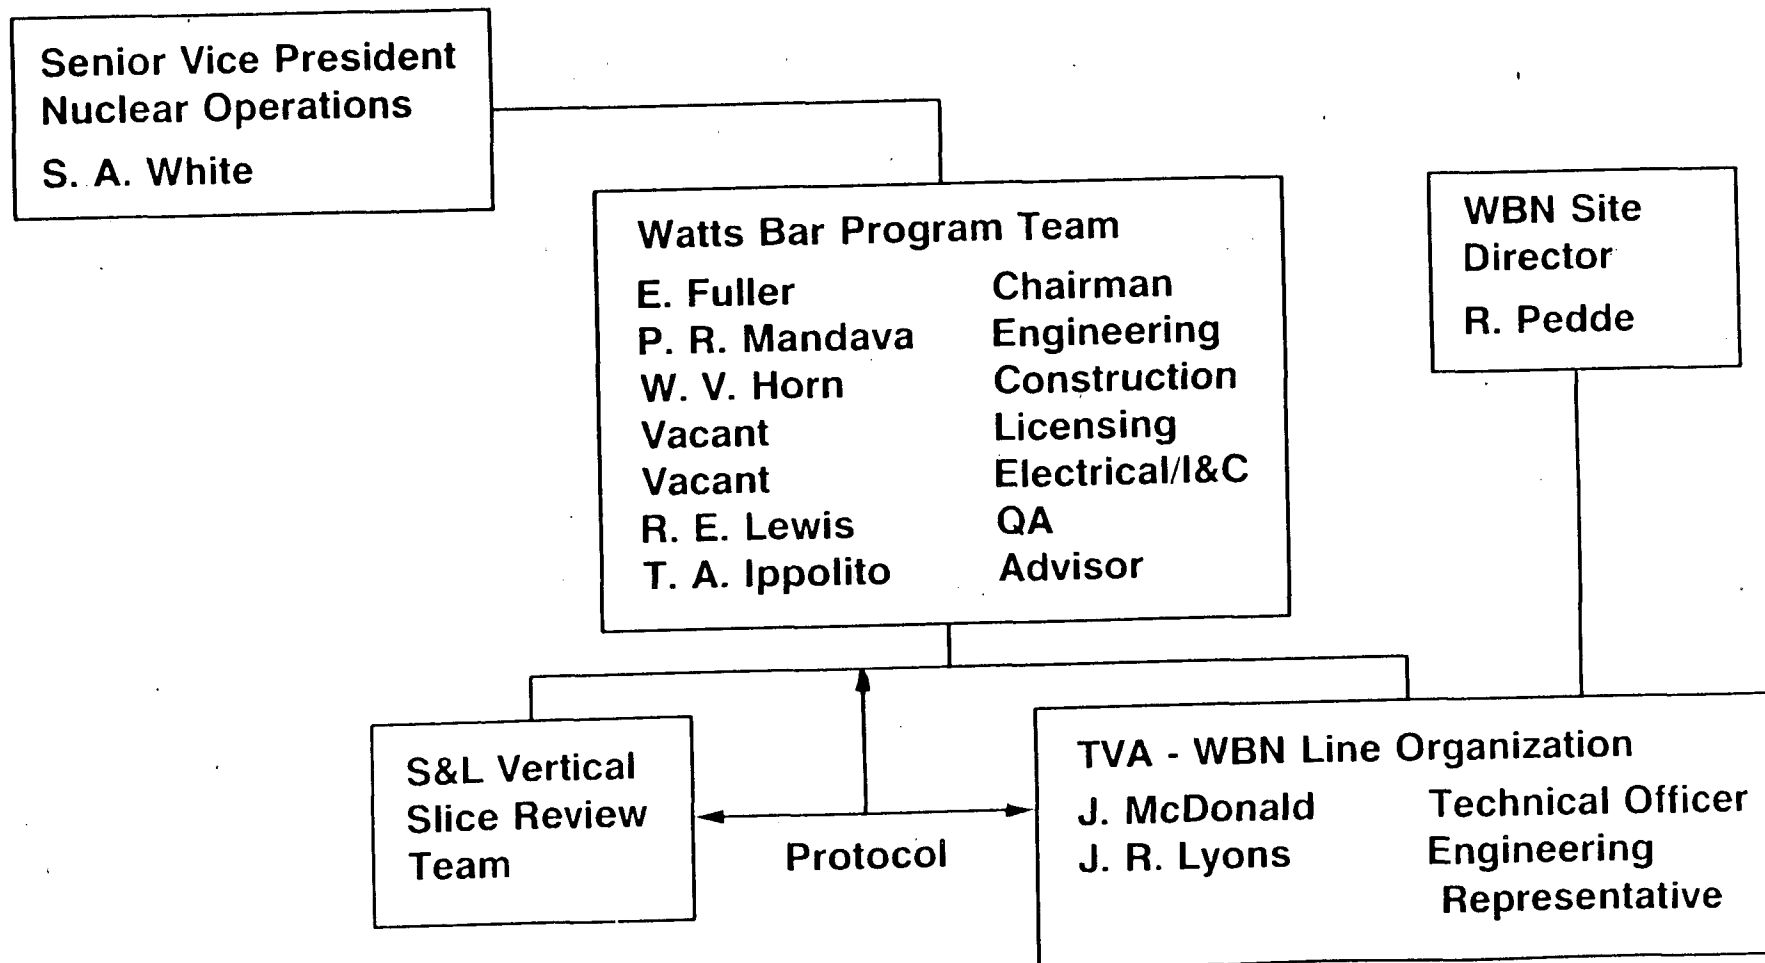 Senior Vice President
Nuclear Operations
S. A. White
Watts Bar Program Team
E. Fuller Chairman
P. R. Mandava Engineering
W. V. Horn Construction
Vacant Licensing
Vacant Electrical/I&C
R. E. Lewis QA
T. A. Ippolito Advisor
WBN Site
Director
R. Pedde
S&L Vertical
Slice Review
Team
Protocol
TVA - WBN Line Organization
J. McDonald Technical Officer
J. R. Lyons Engineering
Representative